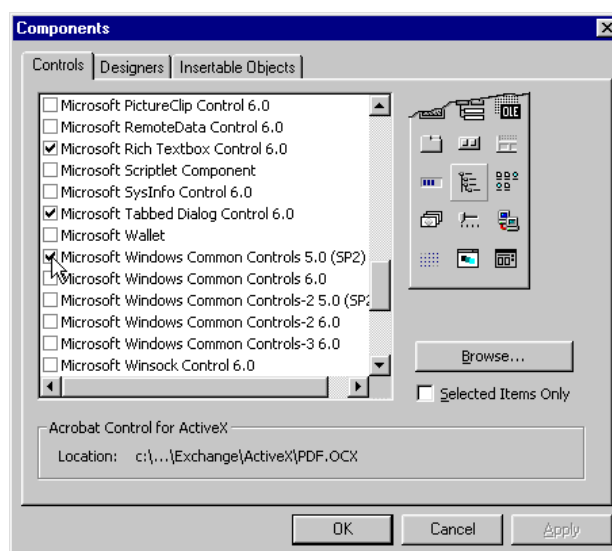 Components
Controls Designers Insertable Objects
Microsoft PictureClip Control 6.0
Microsoft RemoteData Control 6.0
Microsoft Rich Textbox Control 6.0
Microsoft Scriptlet Component
Microsoft SysInfo Control 6.0
Microsoft Tabbed Dialog Control 6.0
Microsoft Wallet
Microsoft Windows Common Controls 5.0 (SP2)
Microsoft Windows Common Controls 6.0
Microsoft Windows Common Controls-2 5.0 (SP2
Microsoft Windows Common Controls-2 6.0
Microsoft Windows Common Controls-3 6.0
Microsoft Winsock Control 6.0
OLE
Browse...
Selected Items Only
Acrobat Control for ActiveX
Location: c:\...\Exchange\ActiveX\PDF.OCX
OK Cancel Apply